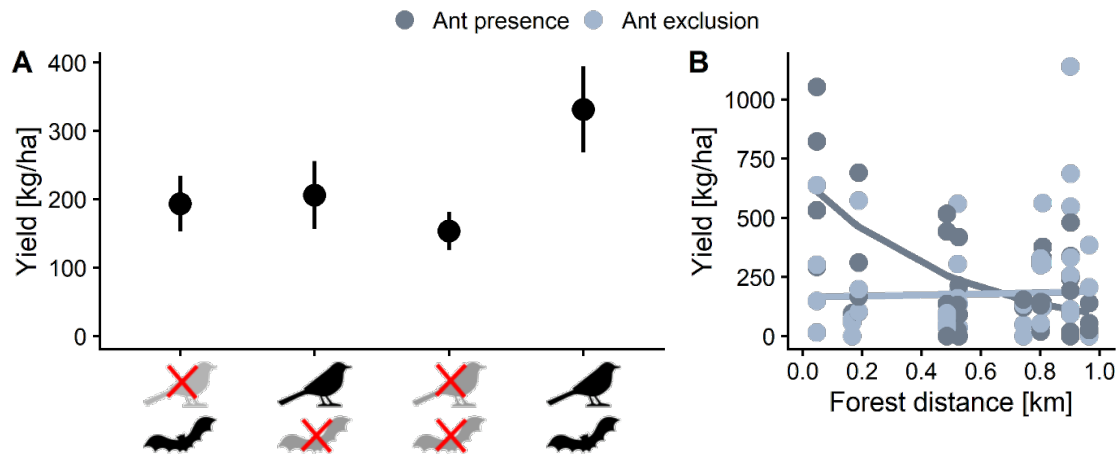 Ant presence Ant exclusion
A
Yield [kg/ha]
400
300
200
100
0
B
Yield [kg/ha]
1000
750
500
250
0
0.0 0.2 0.4 0.6 0.8 1.0
Forest distance [km]